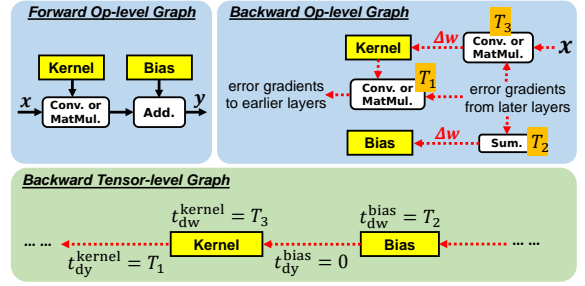 Forward Op-level Graph
Kernel
Bias
x
Conv. or
MatMul.
Add.
y
Backward Op-level Graph
T₃
Kernel
Δw
Conv. or
MatMul.
x
error gradients
to earlier layers
Conv. or
MatMul.
T₁
error gradients
from later layers
Bias
Δw
Sum.
T₂
Backward Tensor-level Graph
t_dw^kernel = T₃
t_dw^bias = T₂
... ...
Kernel
Bias
... ...
t_dy^kernel = T₁
t_dy^bias = 0